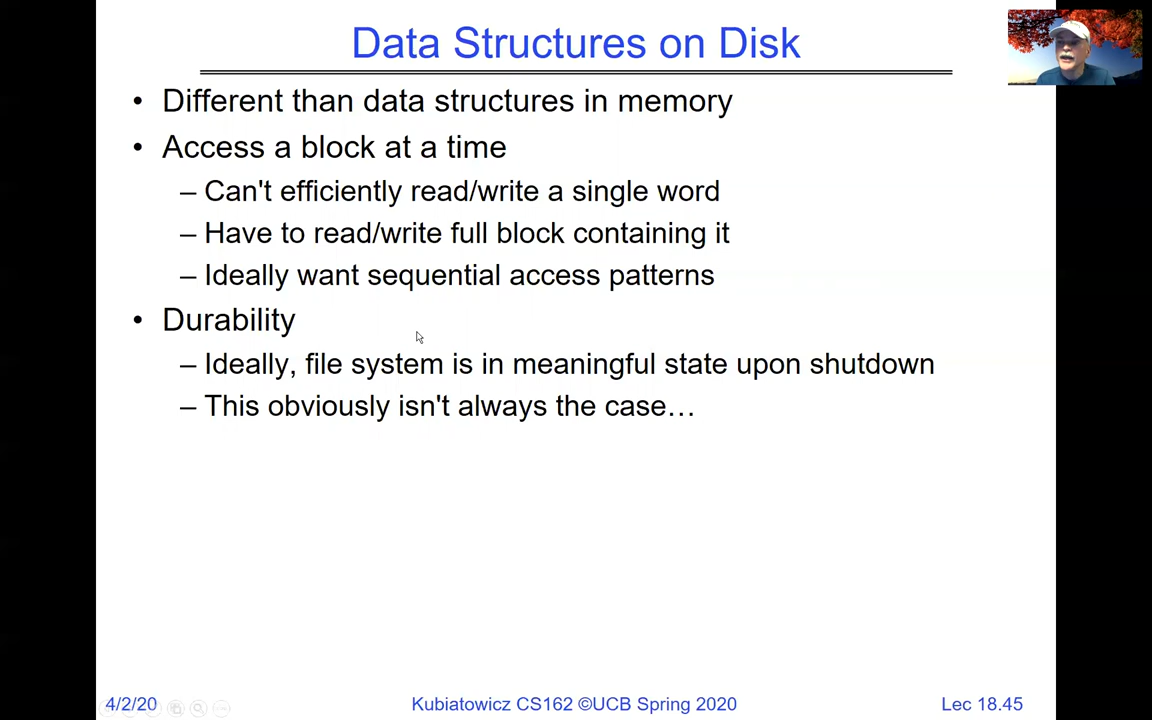 Data Structures on Disk
• Different than data structures in memory
• Access a block at a time
– Can't efficiently read/write a single word
– Have to read/write full block containing it
– Ideally want sequential access patterns
• Durability
– Ideally, file system is in meaningful state upon shutdown
– This obviously isn't always the case…
4/2/20 Kubiatowicz CS162 ©UCB Spring 2020 Lec 18.45